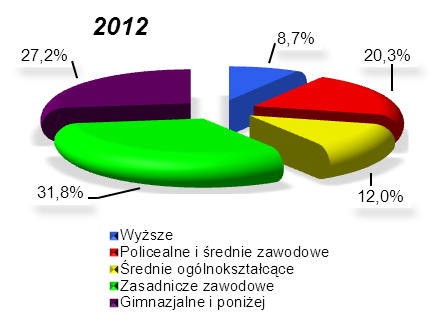 2012
8,7%
27,2%
20,3%
31,8%
12,0%
Wyższe
Policealne i średnie zawodowe
Średnie ogólnokształcące
Zasadnicze zawodowe
Gimnazjalne i poniżej